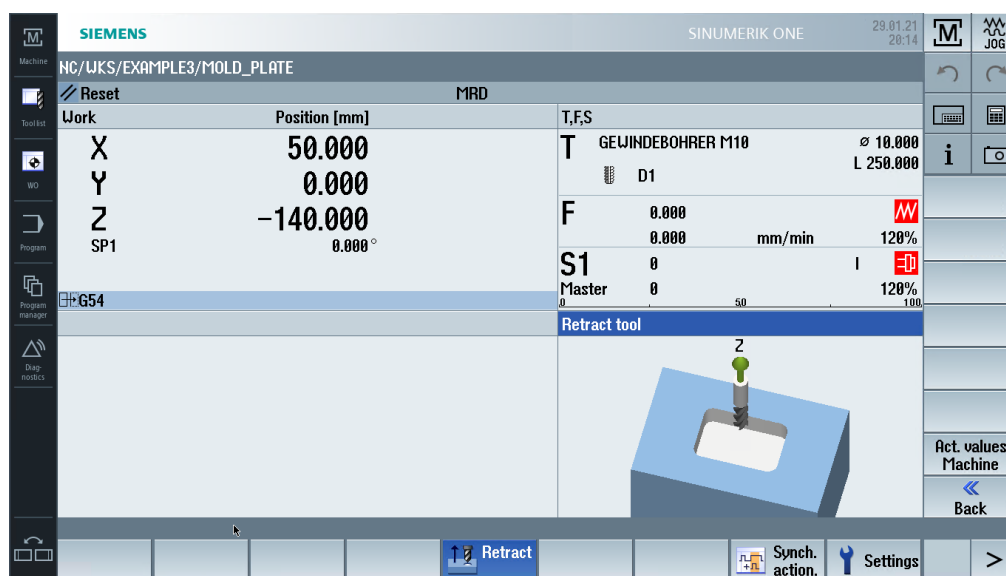 SIEMENS
SINUMERIK ONE
29.01.21
20:14
M
JOG
Machine
NC/WKS/EXAMPLE3/MOLD_PLATE
Reset
MRD
Work
Position [mm]
T,F,S
Tool list
X
50.000
T
GEWINDEBOHRER M10
ø 10.000
D1
L 250.000
i
WO
Y
0.000
Z
-140.000
F
0.000
0.000
mm/min
120%
SP1
0.000°
Program
S1
0
I
Master
0
120%
0
50
100
G54
Program
manager
Retract tool
Z
Diag-
nostics
Act. values
Machine
Back
Retract
Synch.
action.
Settings
>